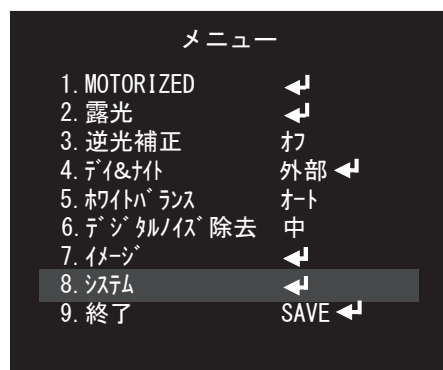 メニュー
1. MOTORIZED ↵
2. 露光 ↵
3. 逆光補正 ｵﾌ
4. ﾃﾞｲ&ﾅｲﾄ 外部 ↵
5. ﾎﾜｲﾄﾊﾞﾗﾝｽ ｵｰﾄ
6. ﾃﾞｼﾞﾀﾙﾉｲｽﾞ除去 中
7. ｲﾒｰｼﾞ ↵
8. ｼｽﾃﾑ ↵
9. 終了 SAVE ↵